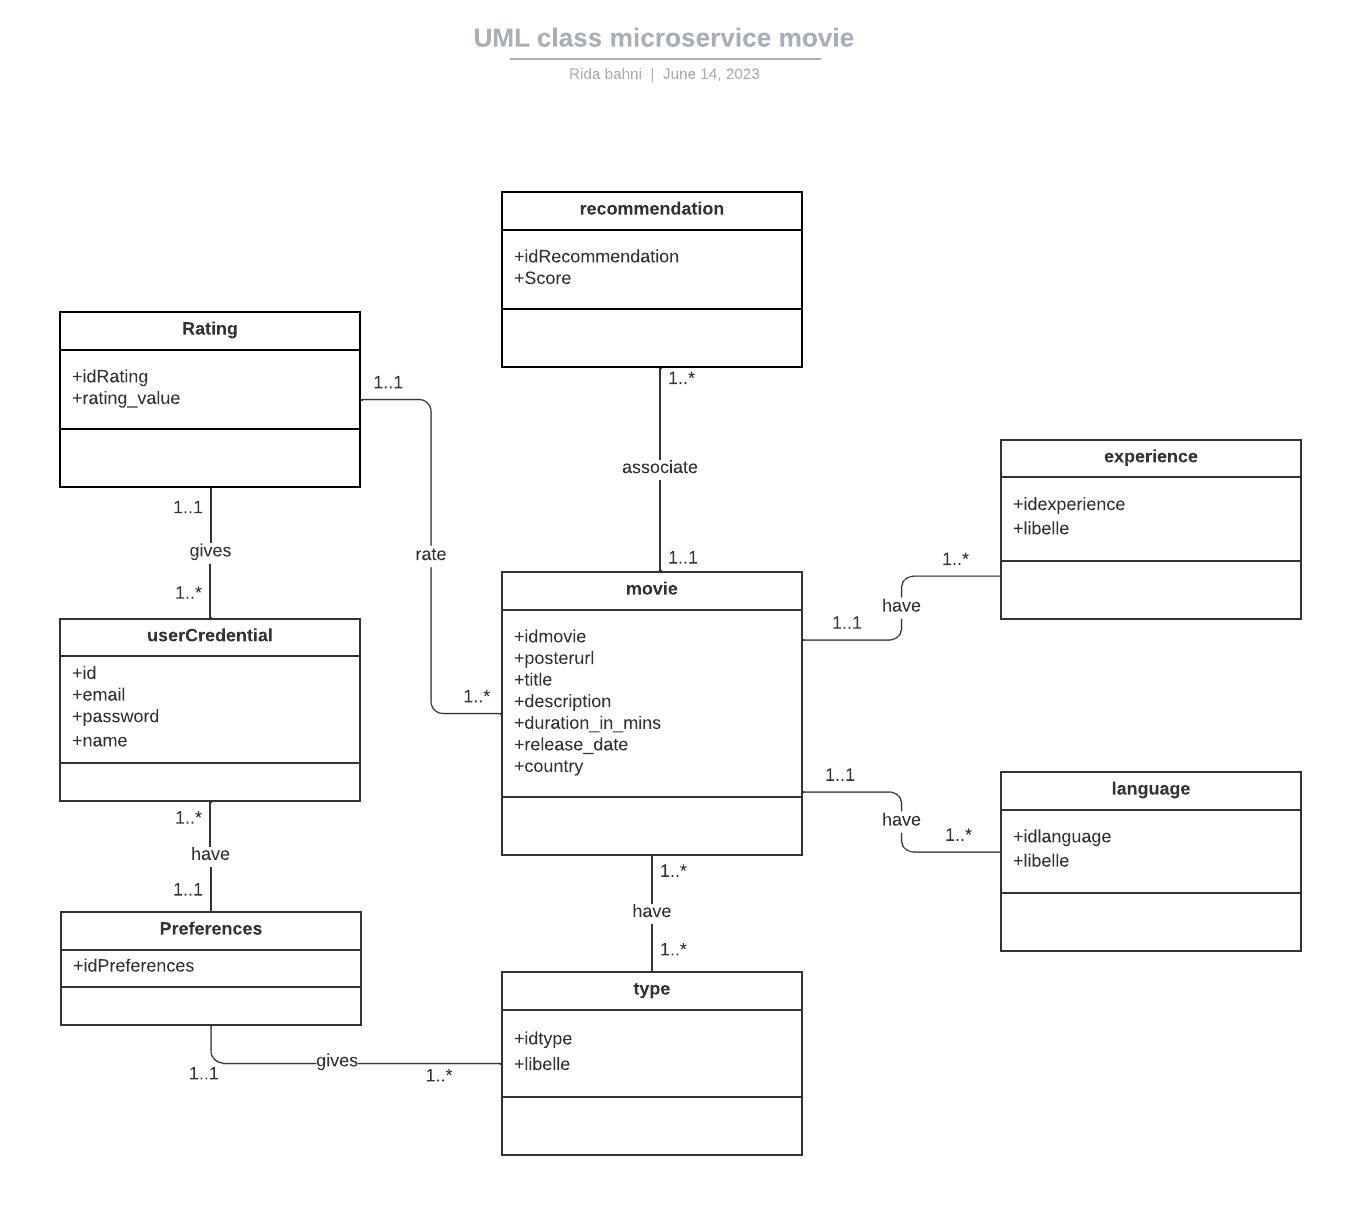 UML class microservice movie
Rida bahni | June 14, 2023
recommendation
+idRecommendation
+Score
Rating
+idRating
+rating_value
1..1
1..*
associate
1..1
experience
+idexperience
+libelle
1..1
gives
1..*
rate
1..*
userCredential
+id
+email
+password
+name
movie
+idmovie
+posterurl
+title
+description
+duration_in_mins
+release_date
+country
1..*
have
1..1
1..1
have
1..*
language
+idlanguage
+libelle
1..*
have
1..1
1..*
have
1..*
Preferences
+idPreferences
type
+idtype
+libelle
1..1
gives
1..*